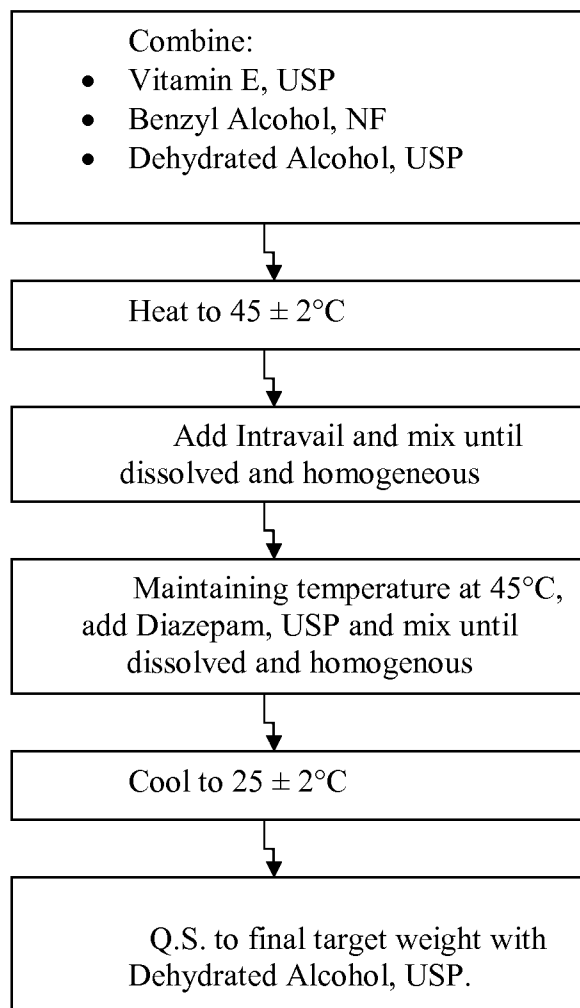 Combine:
• Vitamin E, USP
• Benzyl Alcohol, NF
• Dehydrated Alcohol, USP
Heat to 45 ± 2°C
Add Intravail and mix until
dissolved and homogeneous
Maintaining temperature at 45°C,
add Diazepam, USP and mix until
dissolved and homogenous
Cool to 25 ± 2°C
Q.S. to final target weight with
Dehydrated Alcohol, USP.